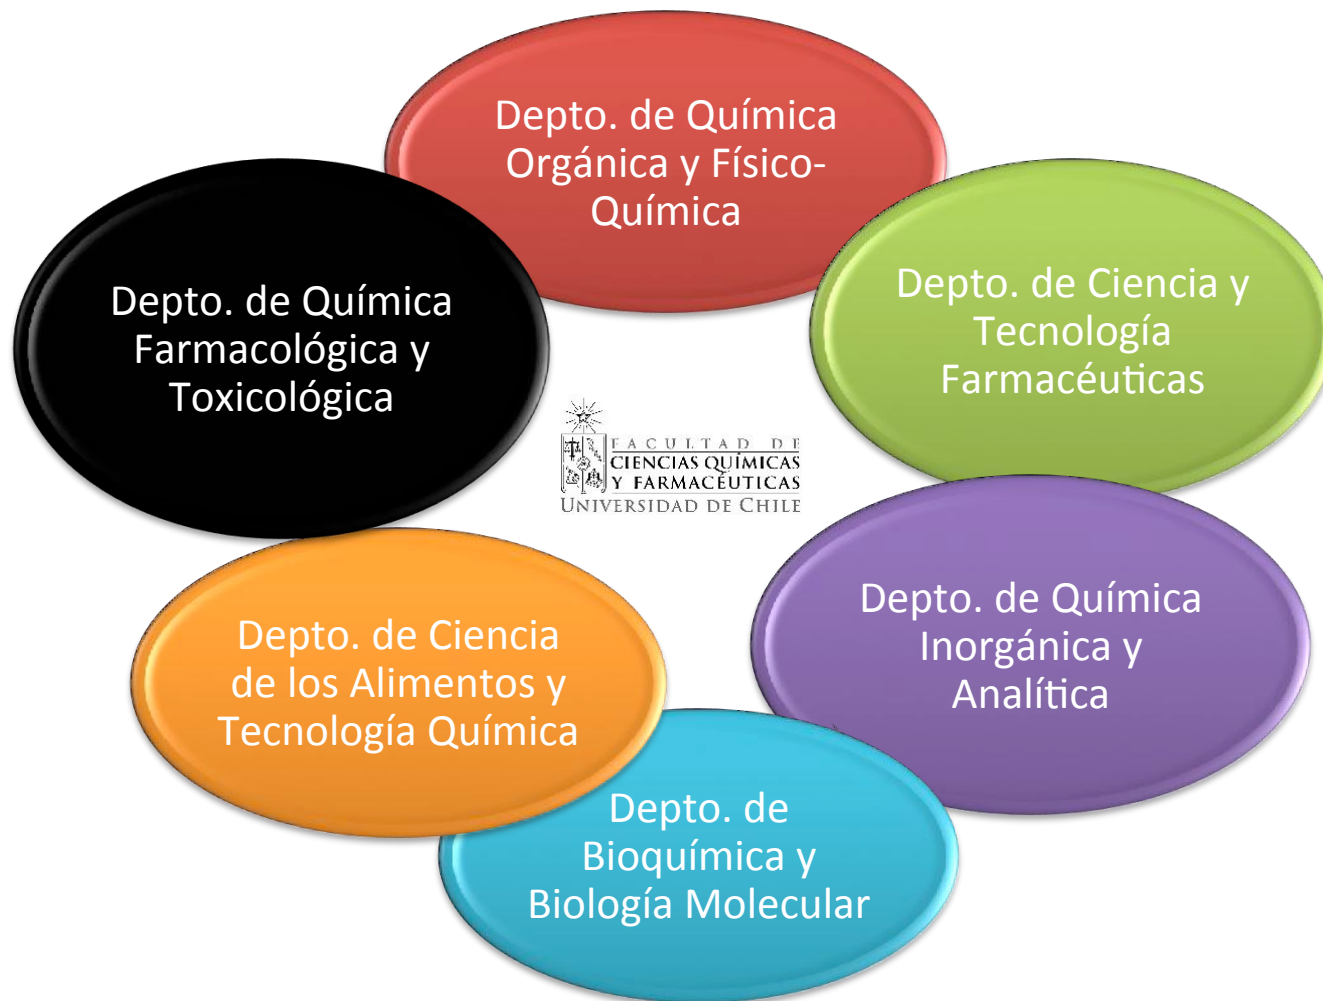 Depto. de Química
Orgánica y Físico-
Química
Depto. de Ciencia y
Tecnología
Farmacéuticas
Depto. de Química
Inorgánica y
Analítica
Depto. de
Bioquímica y
Biología Molecular
Depto. de Ciencia
de los Alimentos y
Tecnología Química
Depto. de Química
Farmacológica y
Toxicológica
FACULTAD DE
CIENCIAS QUÍMICAS
Y FARMACÉUTICAS
UNIVERSIDAD DE CHILE